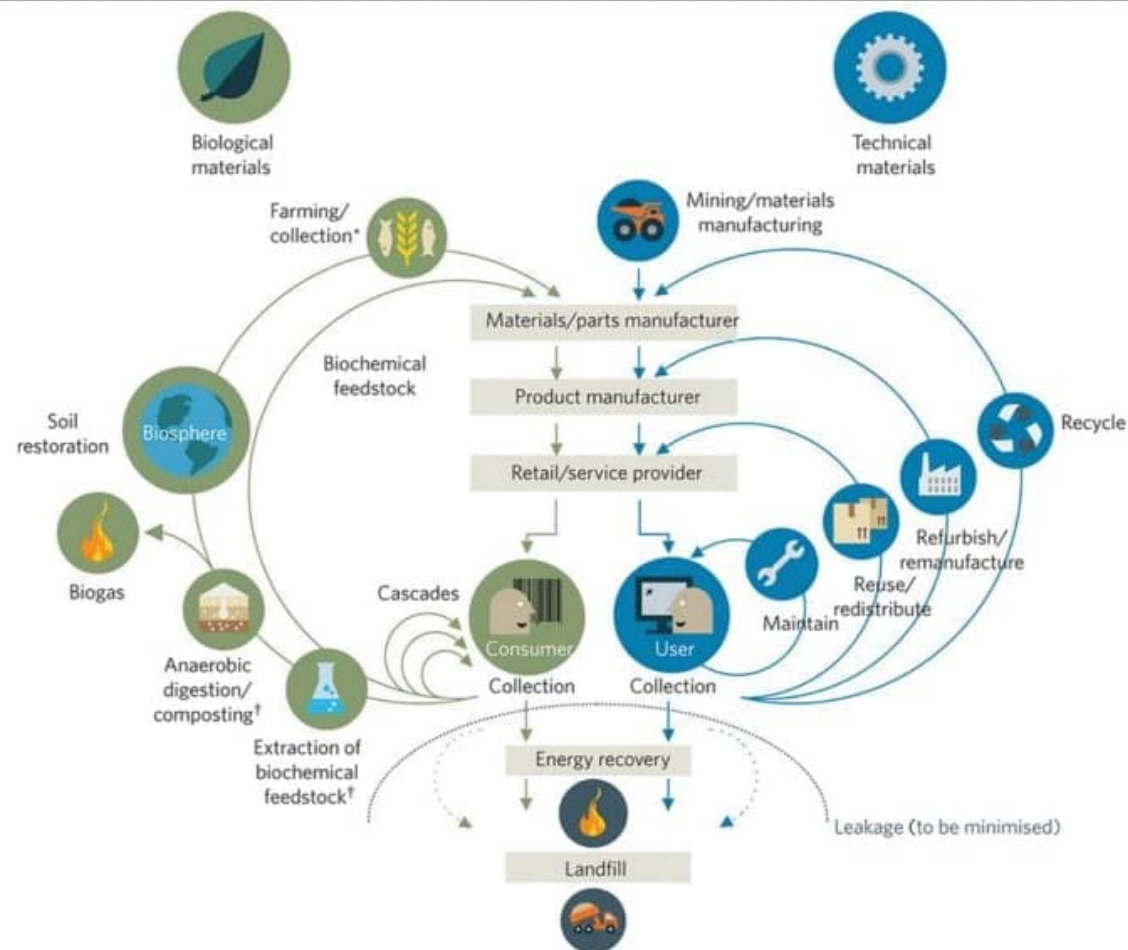 Biological
materials
Technical
materials
Farming/
collection*
Mining/materials
manufacturing
Materials/parts manufacturer
Biochemical
feedstock
Product manufacturer
Soil
restoration
Biosphere
Recycle
Retail/service provider
Biogas
Refurbish/
remanufacture
Reuse/
redistribute
Cascades
Maintain
Consumer
User
Anaerobic
digestion/
composting†
Collection
Collection
Extraction of
biochemical
feedstock†
Energy recovery
Leakage (to be minimised)
Landfill